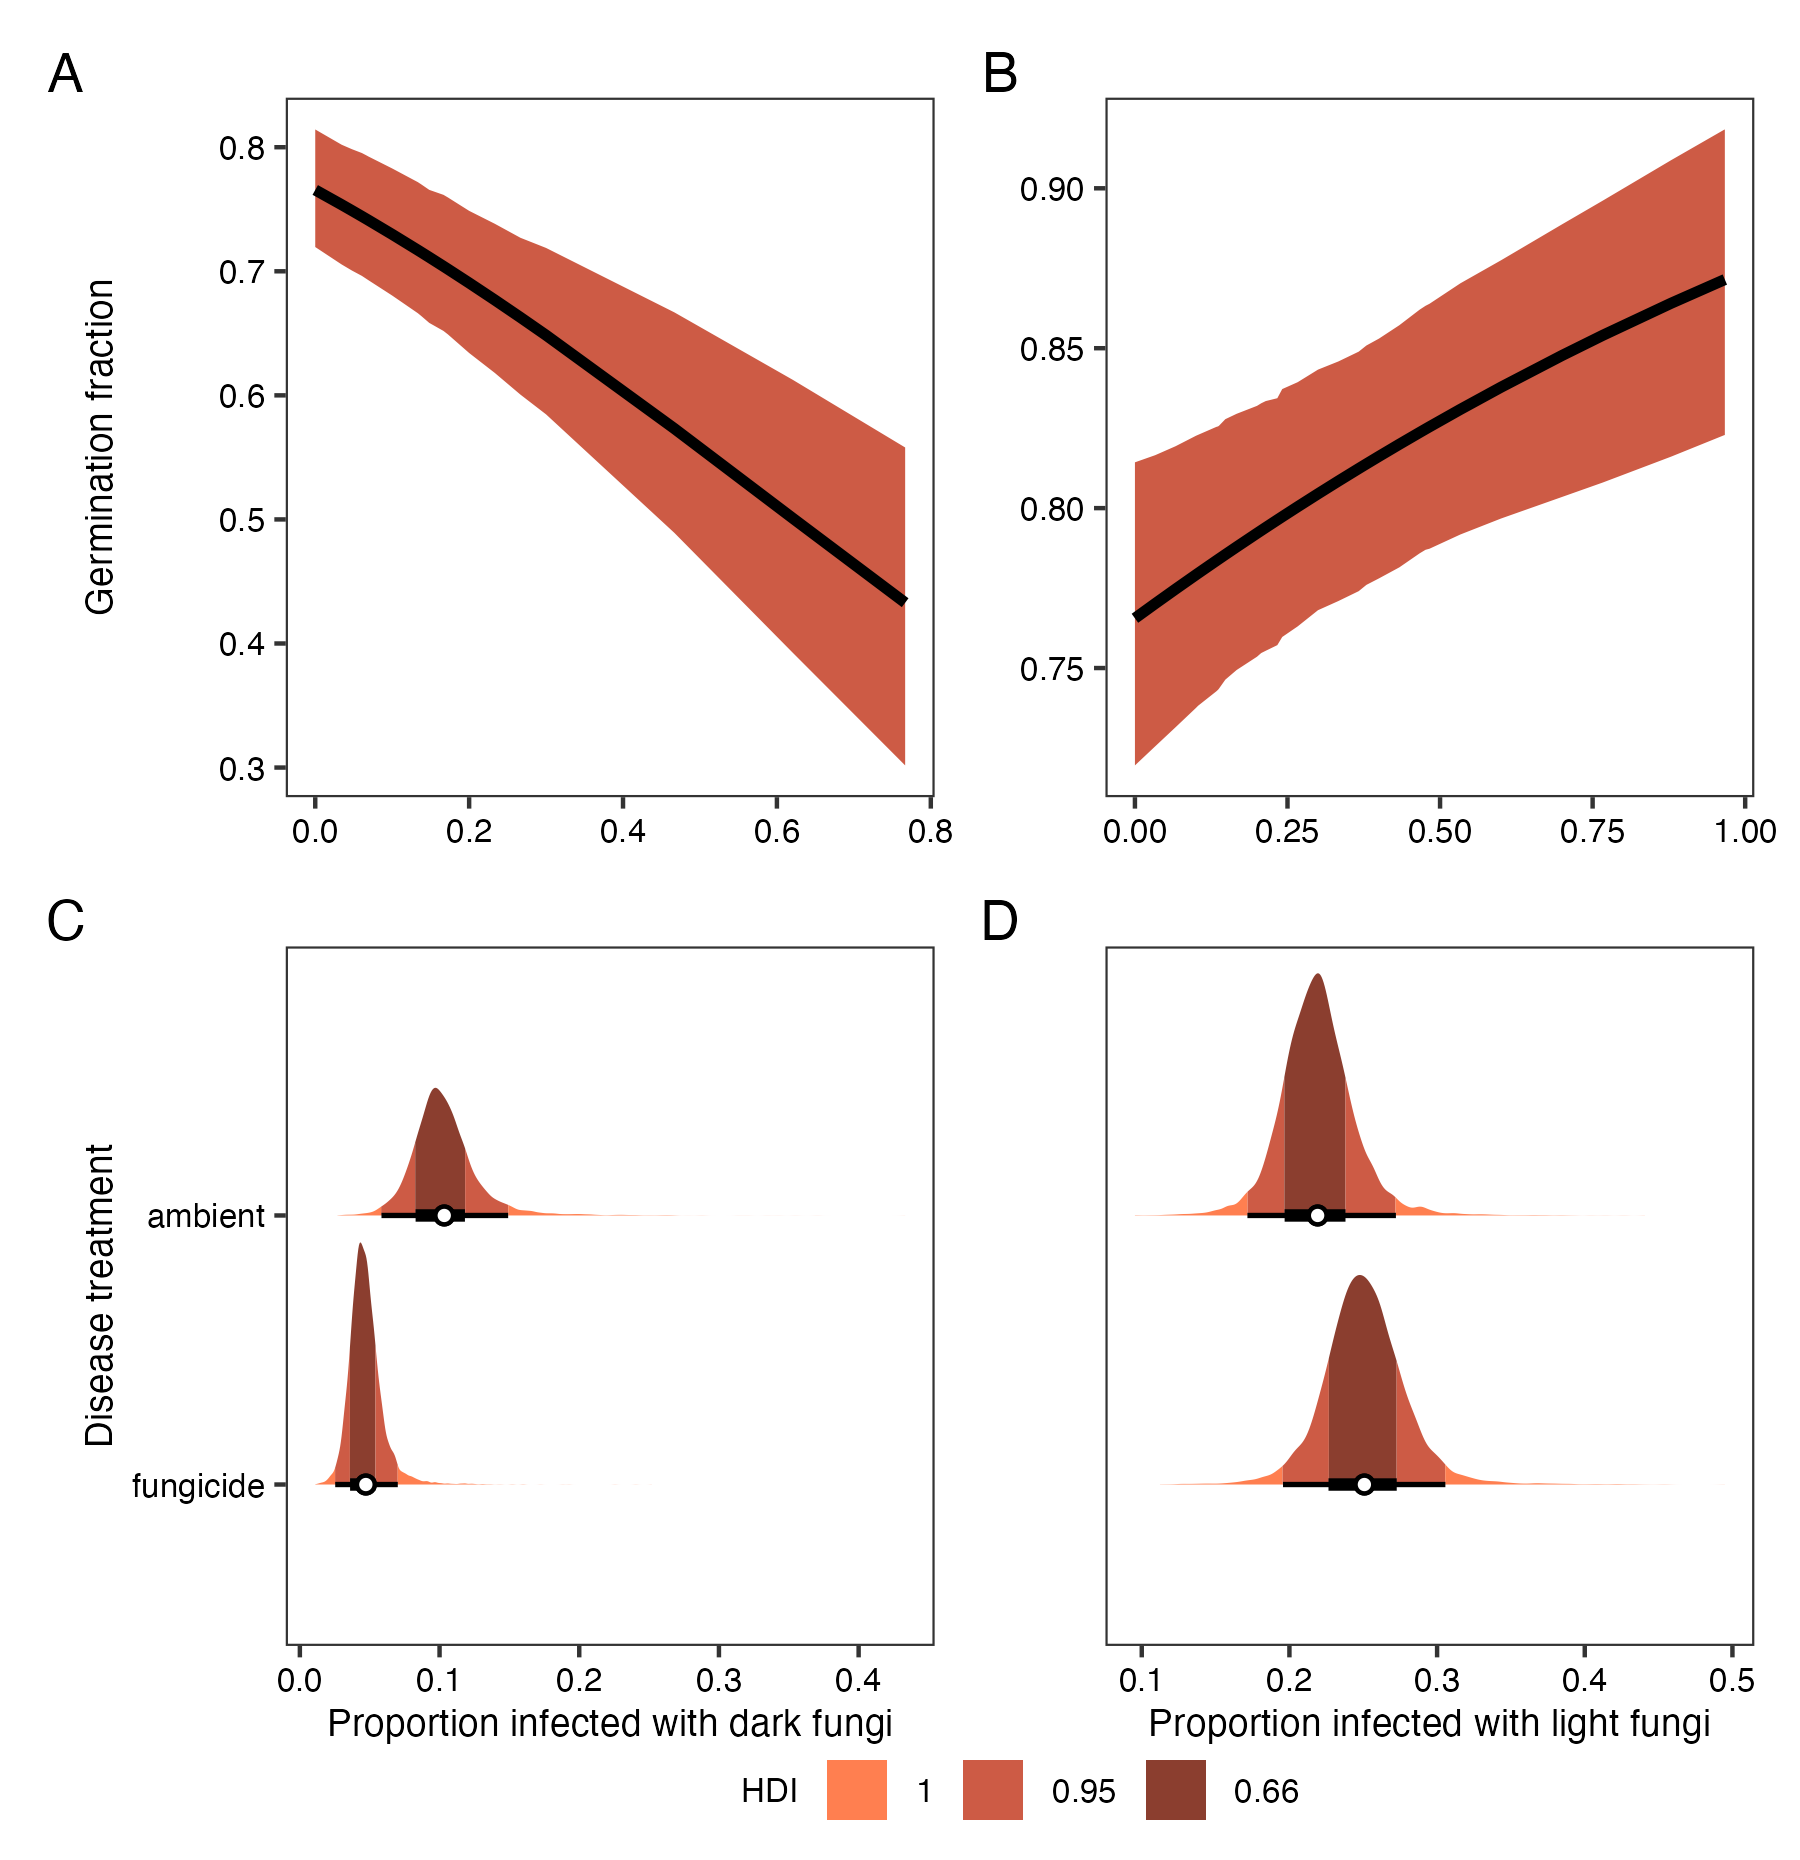 A
B
Germination fraction
0.8
0.7
0.6
0.5
0.4
0.3
0.0 0.2 0.4 0.6 0.8
0.90
0.85
0.80
0.75
0.00 0.25 0.50 0.75 1.00
C
D
Disease treatment
ambient
fungicide
0.0 0.1 0.2 0.3 0.4
Proportion infected with dark fungi
0.1 0.2 0.3 0.4 0.5
Proportion infected with light fungi
HDI 1 0.95 0.66